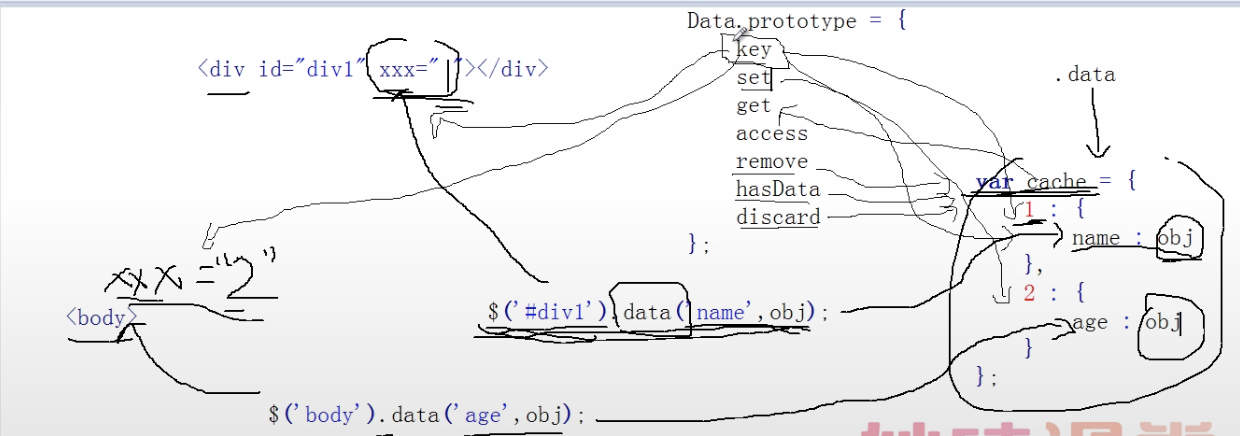 Data.prototype = {
key
<div id="div1" xxx=" "></div>
set
.data
get
access
remove
var cache = {
hasData
1 : {
discard
name : obj
};
},
xxx ="2"
2 : {
<body>
$('#div1').data('name',obj);
age : obj
}
};
$('body').data('age',obj);